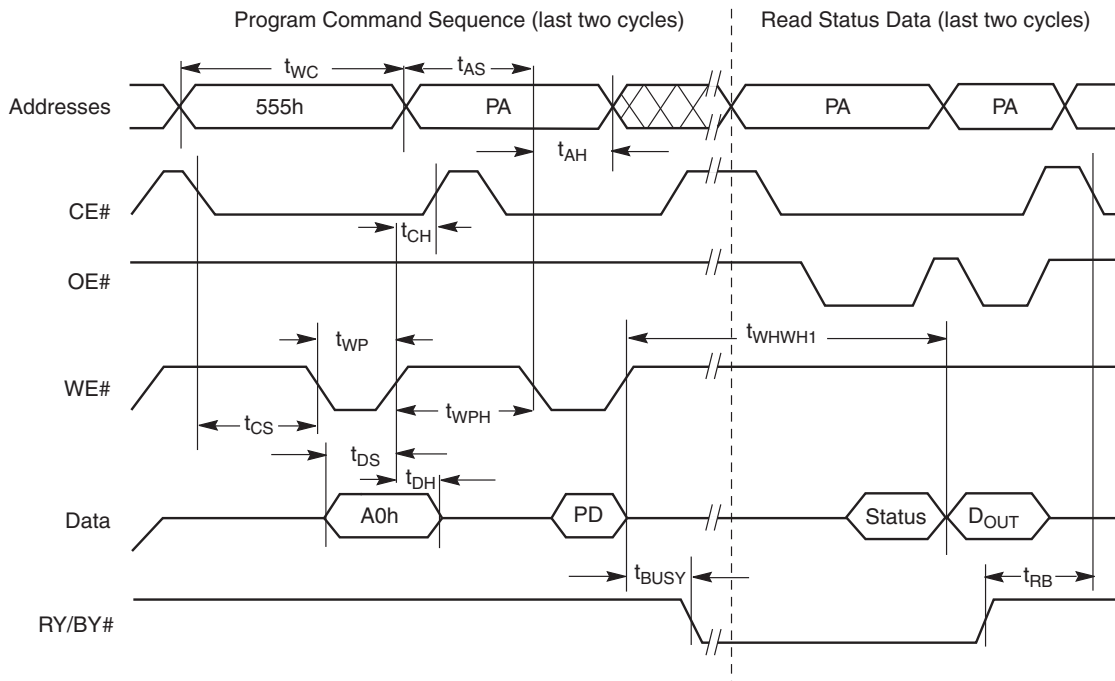 Program Command Sequence (last two cycles)
Read Status Data (last two cycles)
tWC
tAS
Addresses
555h
PA
PA
PA
tAH
CE#
tCH
OE#
tWP
tWHWH1
WE#
tCS
tWPH
tDS
tDH
Data
A0h
PD
Status
DOUT
tBUSY
tRB
RY/BY#